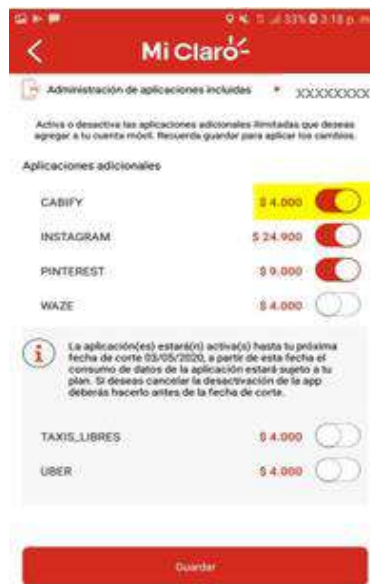 33% 3:18 p. m
Mi Claro
Administración de aplicaciones incluidas XXXXXXXX
Activa o desactiva las aplicaciones adicionales ilimitadas que deseas
agregar a tu cuenta móvil. Recuerda guardar para aplicar los cambios.
Aplicaciones adicionales
CABIFY $ 4.000
INSTAGRAM $ 24.900
PINTEREST $ 9.000
WAZE $ 4.000
La aplicación(es) estará(n) activa(s) hasta tu próxima
fecha de corte 03/05/2020, a partir de esta fecha el
consumo de datos de la aplicación estará sujeto a tu
plan. Si deseas cancelar la desactivación de la app
deberás hacerlo antes de la fecha de corte.
TAXIS_LIBRES $ 4.000
UBER $ 4.000
Guardar